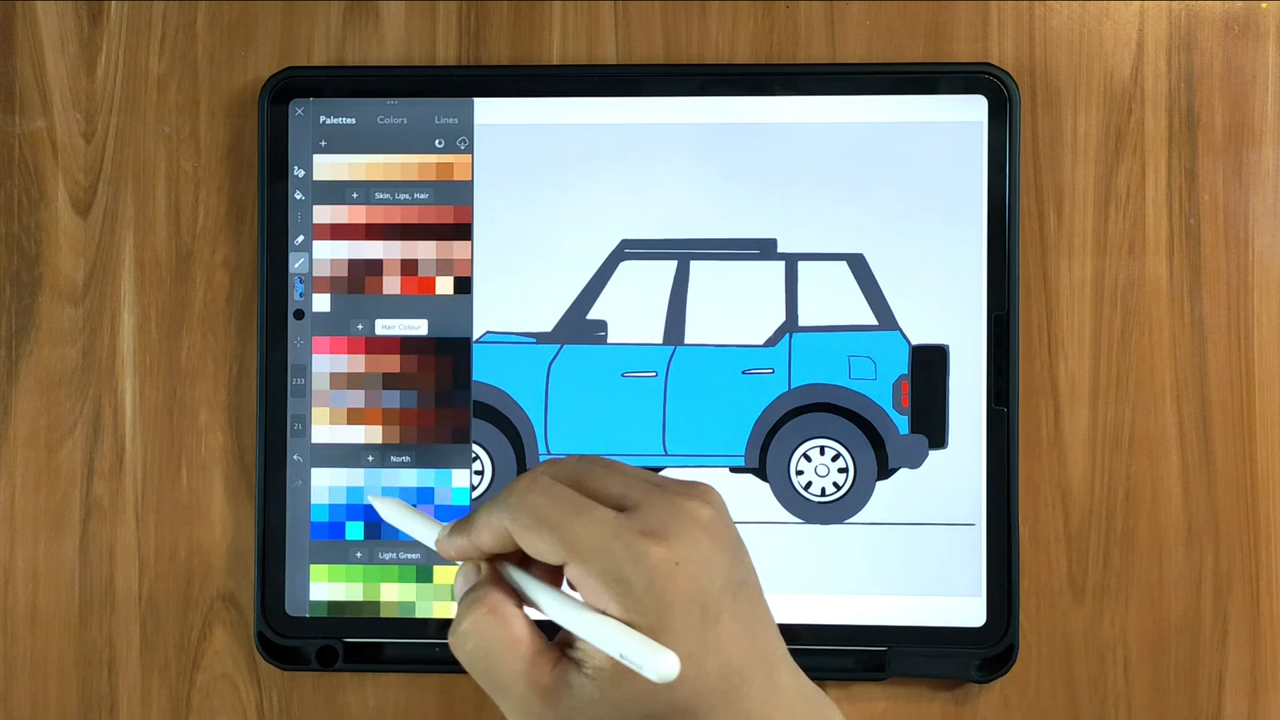 Palettes Colors Lines
Skin, Lips, Hair
Hair Colour
233
21
North
Light Green